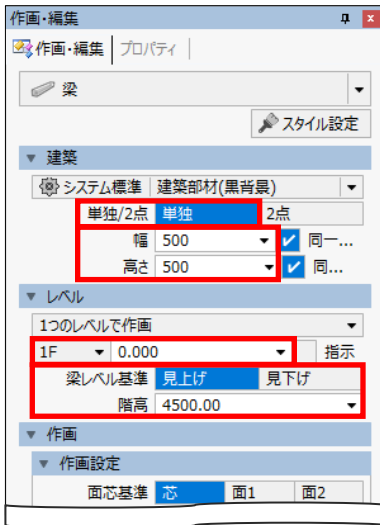 作画・編集
作画・編集 プロパティ
梁
スタイル設定
建築
システム標準 建築部材(黒背景)
単独/2点 単独 2点
幅 500 同一...
高さ 500 同...
レベル
1つのレベルで作画
1F 0.000 指示
梁レベル基準 見上げ 見下げ
階高 4500.00
作画
作画設定
面芯基準 芯 面1 面2